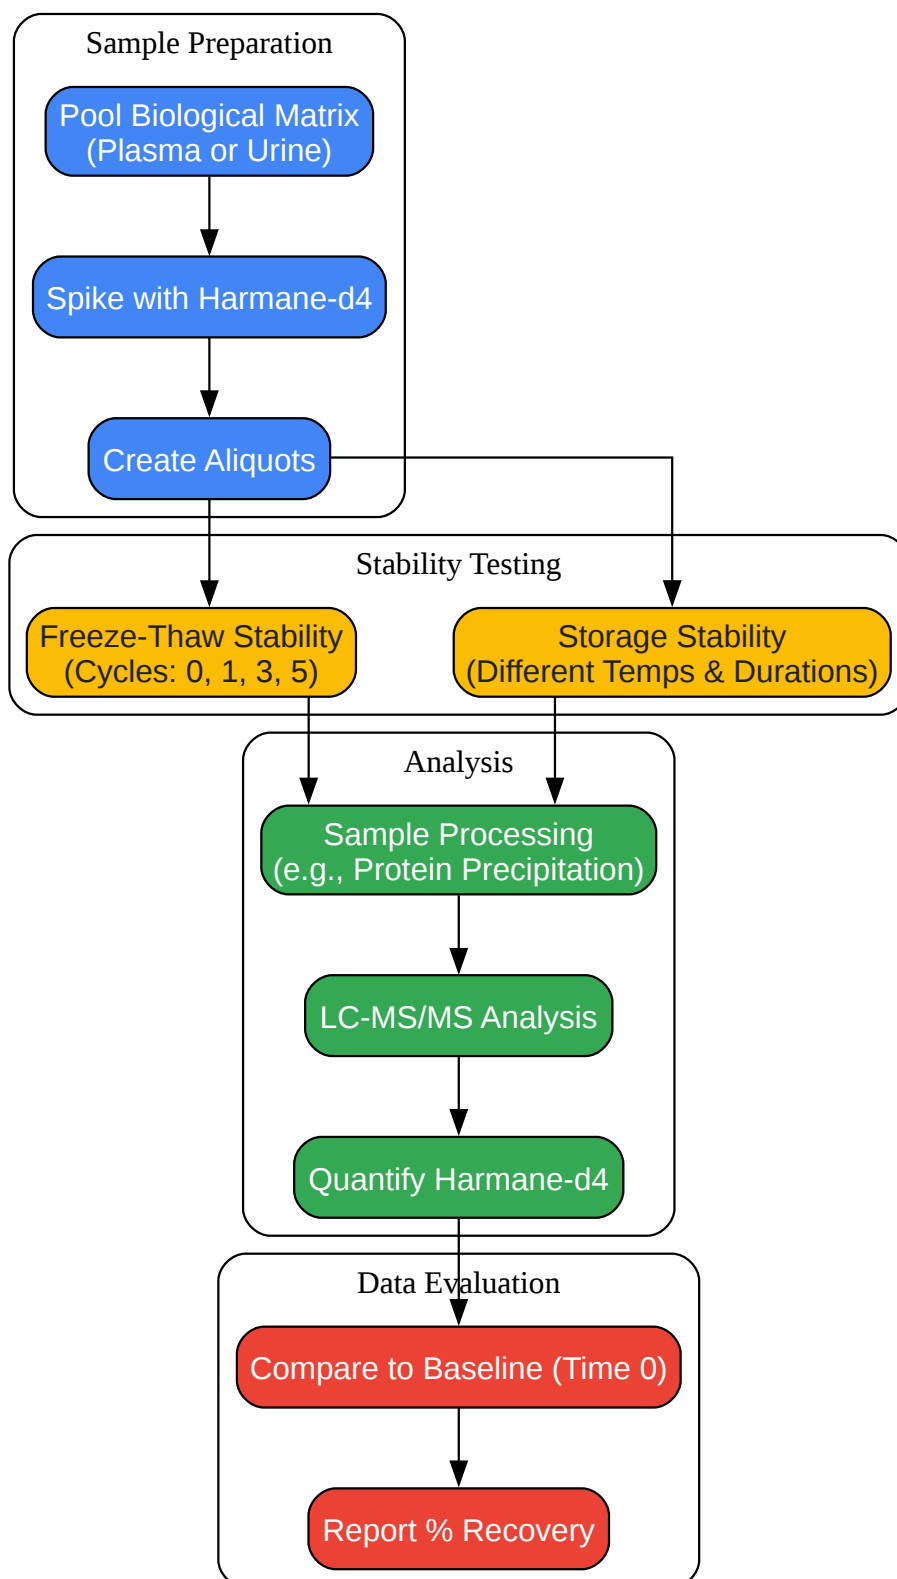 Sample Preparation
Pool Biological Matrix
(Plasma or Urine)
Spike with Harmane-d4
Create Aliquots
Stability Testing
Freeze-Thaw Stability
(Cycles: 0, 1, 3, 5)
Storage Stability
(Different Temps & Durations)
Analysis
Sample Processing
(e.g., Protein Precipitation)
LC-MS/MS Analysis
Quantify Harmane-d4
Data Evaluation
Compare to Baseline (Time 0)
Report % Recovery